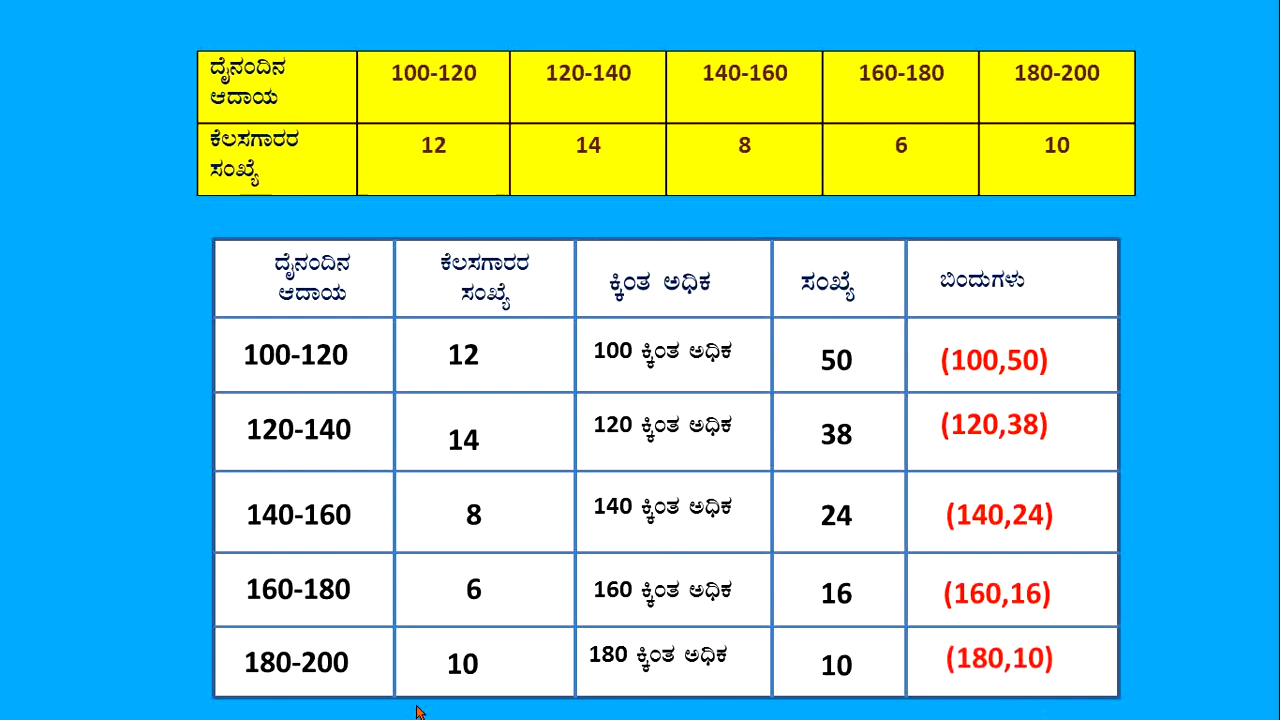 ದೈನಂದಿನ ಆದಾಯ 100-120 120-140 140-160 160-180 180-200
ಕೆಲಸಗಾರರ ಸಂಖ್ಯೆ 12 14 8 6 10
ದೈನಂದಿನ ಆದಾಯ ಕೆಲಸಗಾರರ ಸಂಖ್ಯೆ ಕ್ಕಿಂತ ಅಧಿಕ ಸಂಖ್ಯೆ ಬಿಂದುಗಳು
100-120 12 100 ಕ್ಕಿಂತ ಅಧಿಕ 50 (100,50)
120-140 14 120 ಕ್ಕಿಂತ ಅಧಿಕ 38 (120,38)
140-160 8 140 ಕ್ಕಿಂತ ಅಧಿಕ 24 (140,24)
160-180 6 160 ಕ್ಕಿಂತ ಅಧಿಕ 16 (160,16)
180-200 10 180 ಕ್ಕಿಂತ ಅಧಿಕ 10 (180,10)